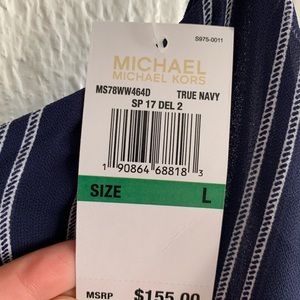 S975-0011
MICHAEL
MICHAEL KORS
MS78WW464D TRUE NAVY
SP 17 DEL 2
1 90864 68818 3
SIZE L
MSRP $155.00